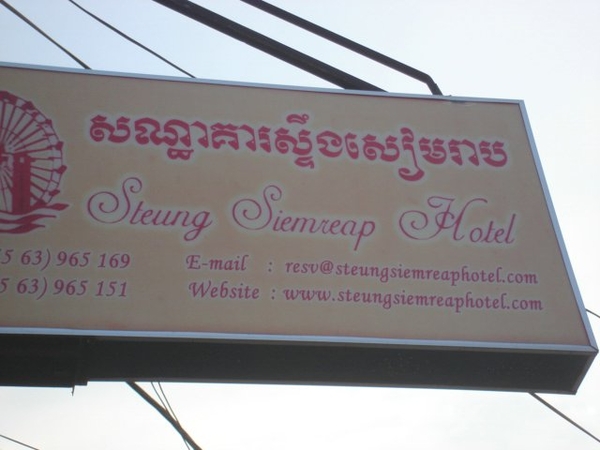 សណ្ឋាគារស្ទឹងសៀមរាប
Steung Siemreap Hotel
5 63) 965 169 E-mail : resv@steungsiemreaphotel.com
5 63) 965 151 Website : www.steungsiemreaphotel.com